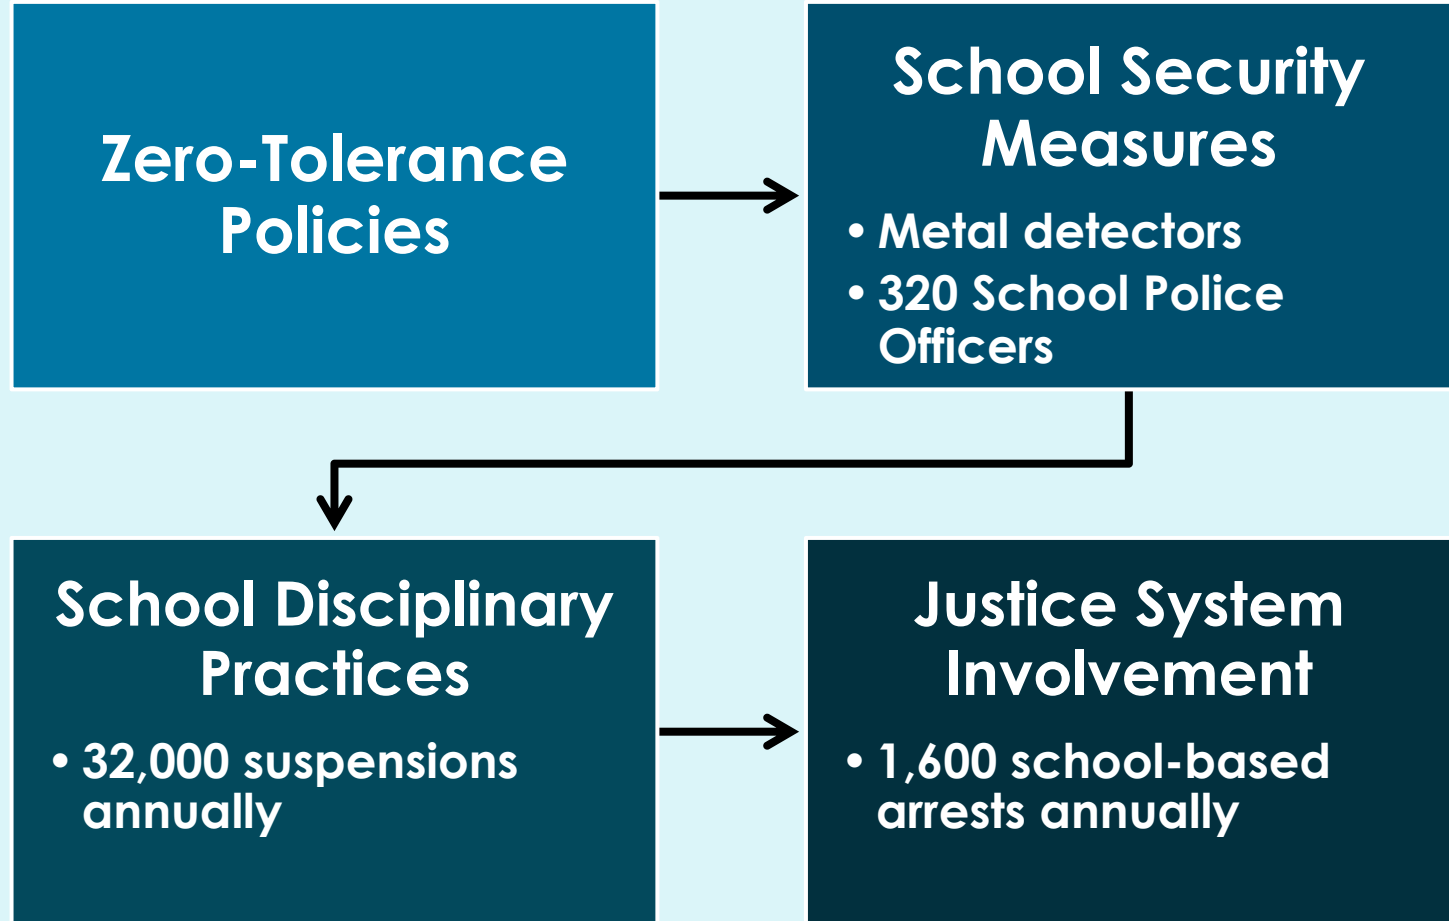 Zero-Tolerance
Policies
School Security
Measures
• Metal detectors
• 320 School Police
Officers
School Disciplinary
Practices
• 32,000 suspensions
annually
Justice System
Involvement
• 1,600 school-based
arrests annually